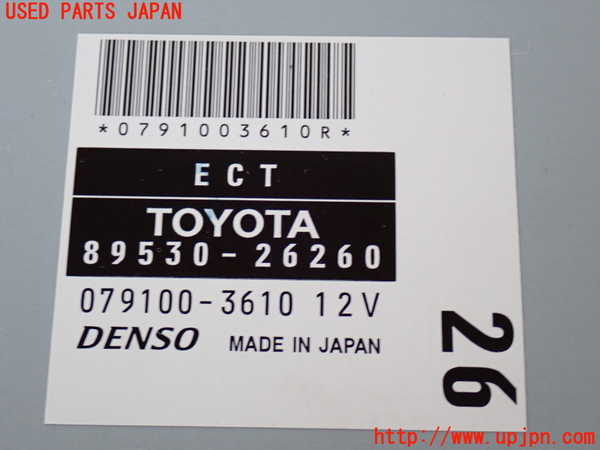 USED PARTS JAPAN
*0791003610R*
ECT
TOYOTA
89530-26260
079100-3610 12V
DENSO MADE IN JAPAN
26
http://www.upjpn.com